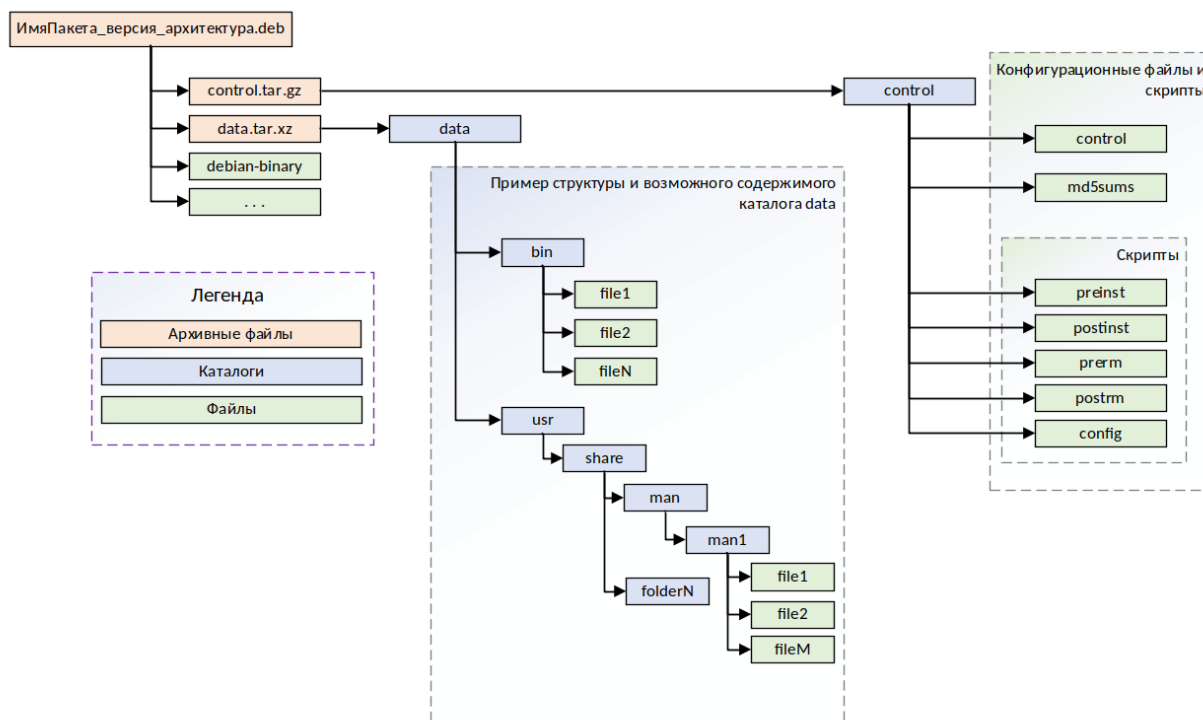 ИмяПакета_версия_архитектура.deb
control.tar.gz
data.tar.xz
debian-binary
. . .
data
control
Конфигурационные файлы и
скрипты
control
md5sums
Скрипты
preinst
postinst
prerm
postrm
config
Пример структуры и возможного содержимого
каталога data
bin
file1
file2
fileN
usr
share
man
man1
file1
file2
fileM
folderN
Легенда
Архивные файлы
Каталоги
Файлы